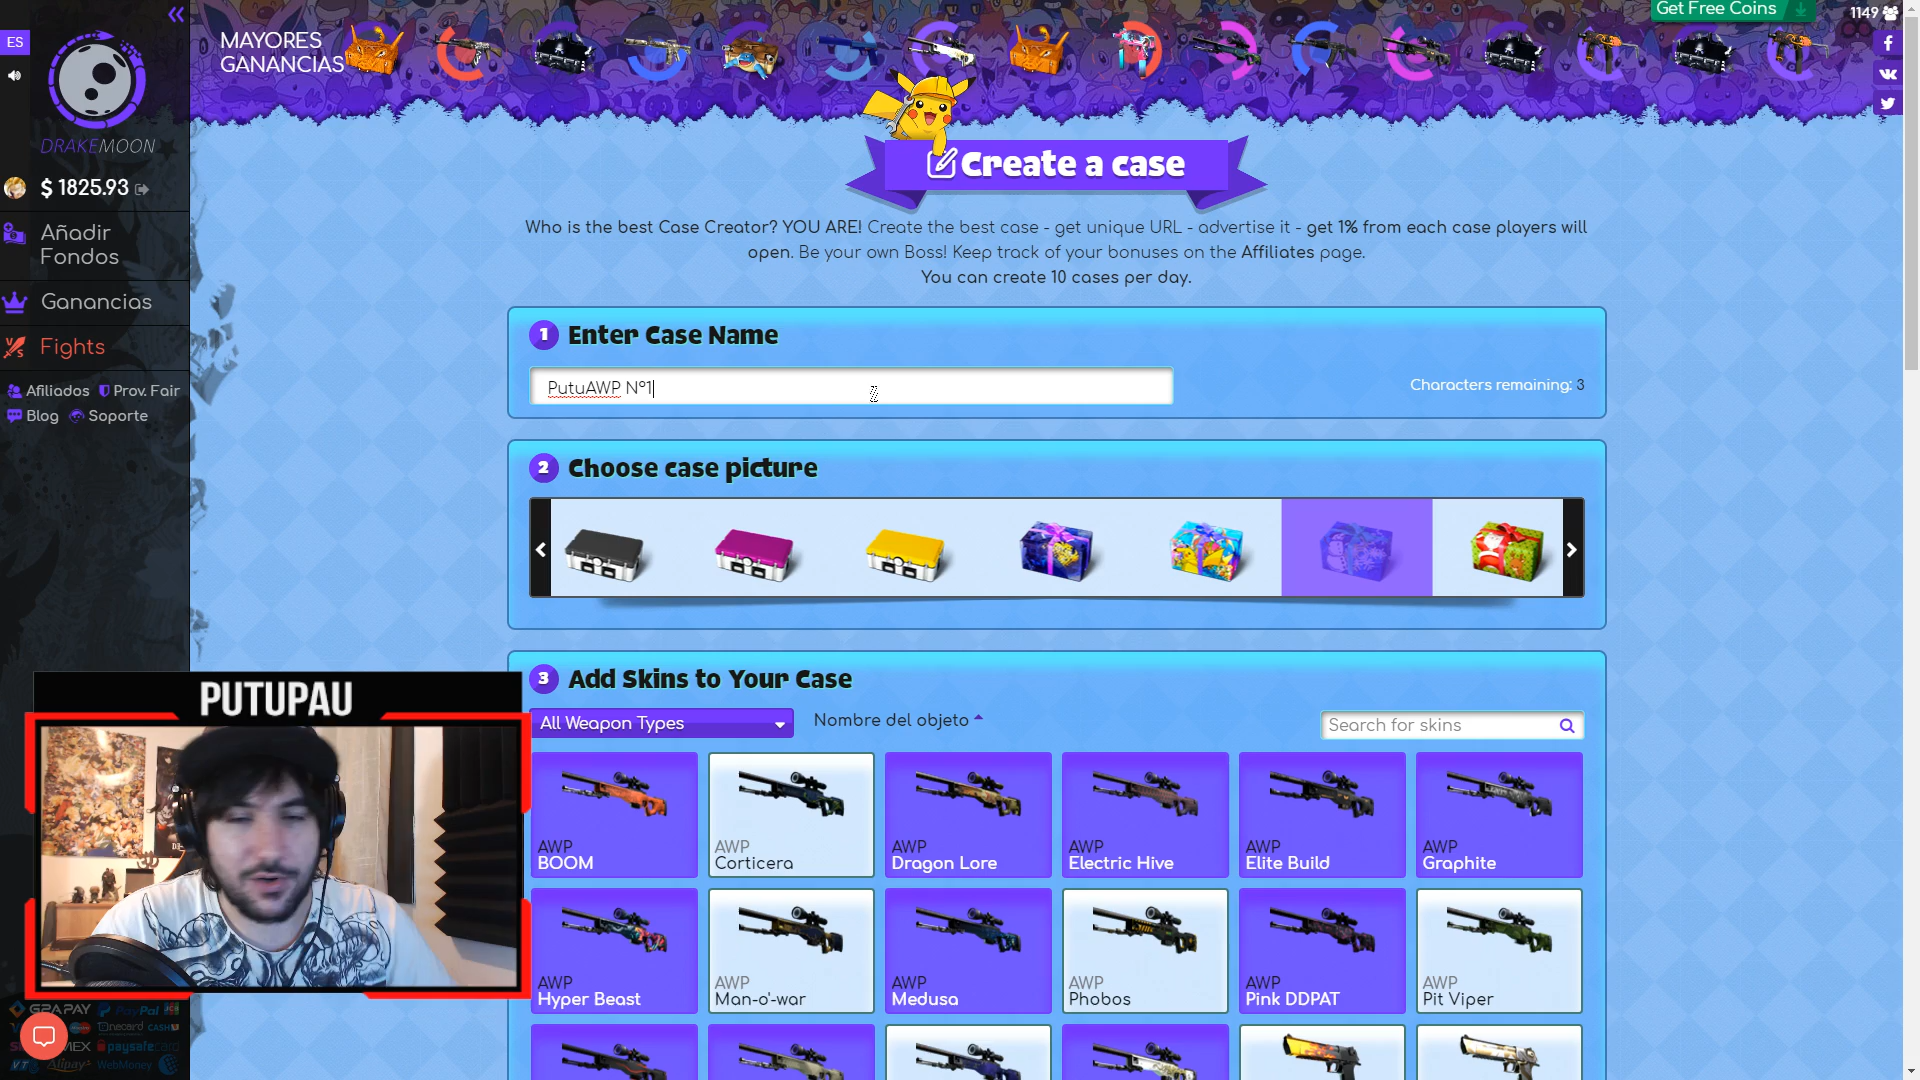 Get Free Coins
1149
ES
MAYORES
GANANCIAS
DRAKEMOON
Create a case
$ 1825.93
Who is the best Case Creator? YOU ARE! Create the best case - get unique URL - advertise it - get 1% from each case players will
open. Be your own Boss! Keep track of your bonuses on the Affiliates page.
You can create 10 cases per day.
Añadir
Fondos
Ganancias
Fights
Afiliados Prov. Fair
Blog Soporte
1 Enter Case Name
PutuAWP Nº1
Characters remaining: 3
2 Choose case picture
3 Add Skins to Your Case
All Weapon Types
Nombre del objeto
Search for skins
PUTUPAU
AWP
BOOM
AWP
Corticera
AWP
Dragon Lore
AWP
Electric Hive
AWP
Elite Build
AWP
Graphite
AWP
Hyper Beast
AWP
Man-o'-war
AWP
Medusa
AWP
Phobos
AWP
Pink DDPAT
AWP
Pit Viper
G2APAY PayPal
paysafecard
Alipay WebMoney